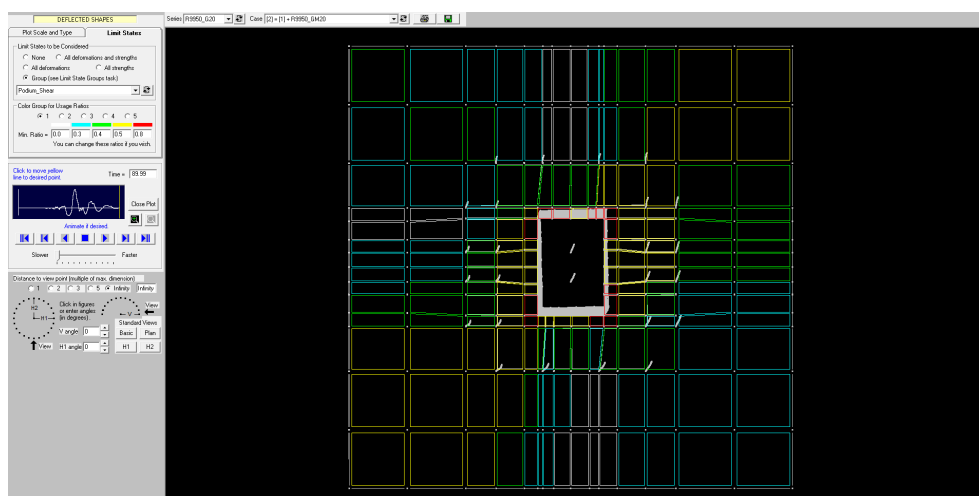 DEFLECTED SHAPES
Series R9950_G20 Case [2] = [1] + R9950_GM20
Plot Scale and Type Limit States
Limit States to be Considered
None All deformations and strengths
All deformations All strengths
Group (see Limit State Groups task)
Podium_Shear
Color Group for Usage Ratios
1 2 3 4 5
Min. Ratio = 0.0 0.3 0.4 0.5 0.8
You can change these ratios if you wish.
Click to move yellow
line to desired point.
Time = 89.99
Close Plot
Animate if desired.
Slower Faster
Distance to view point (multiple of max. dimension)
1 2 3 5 Infinity Infinity
H2
H1
Click in figures
or enter angles
(in degrees).
V
View
Standard Views
V angle 0
Basic Plan
View
H1 angle 0
H1 H2